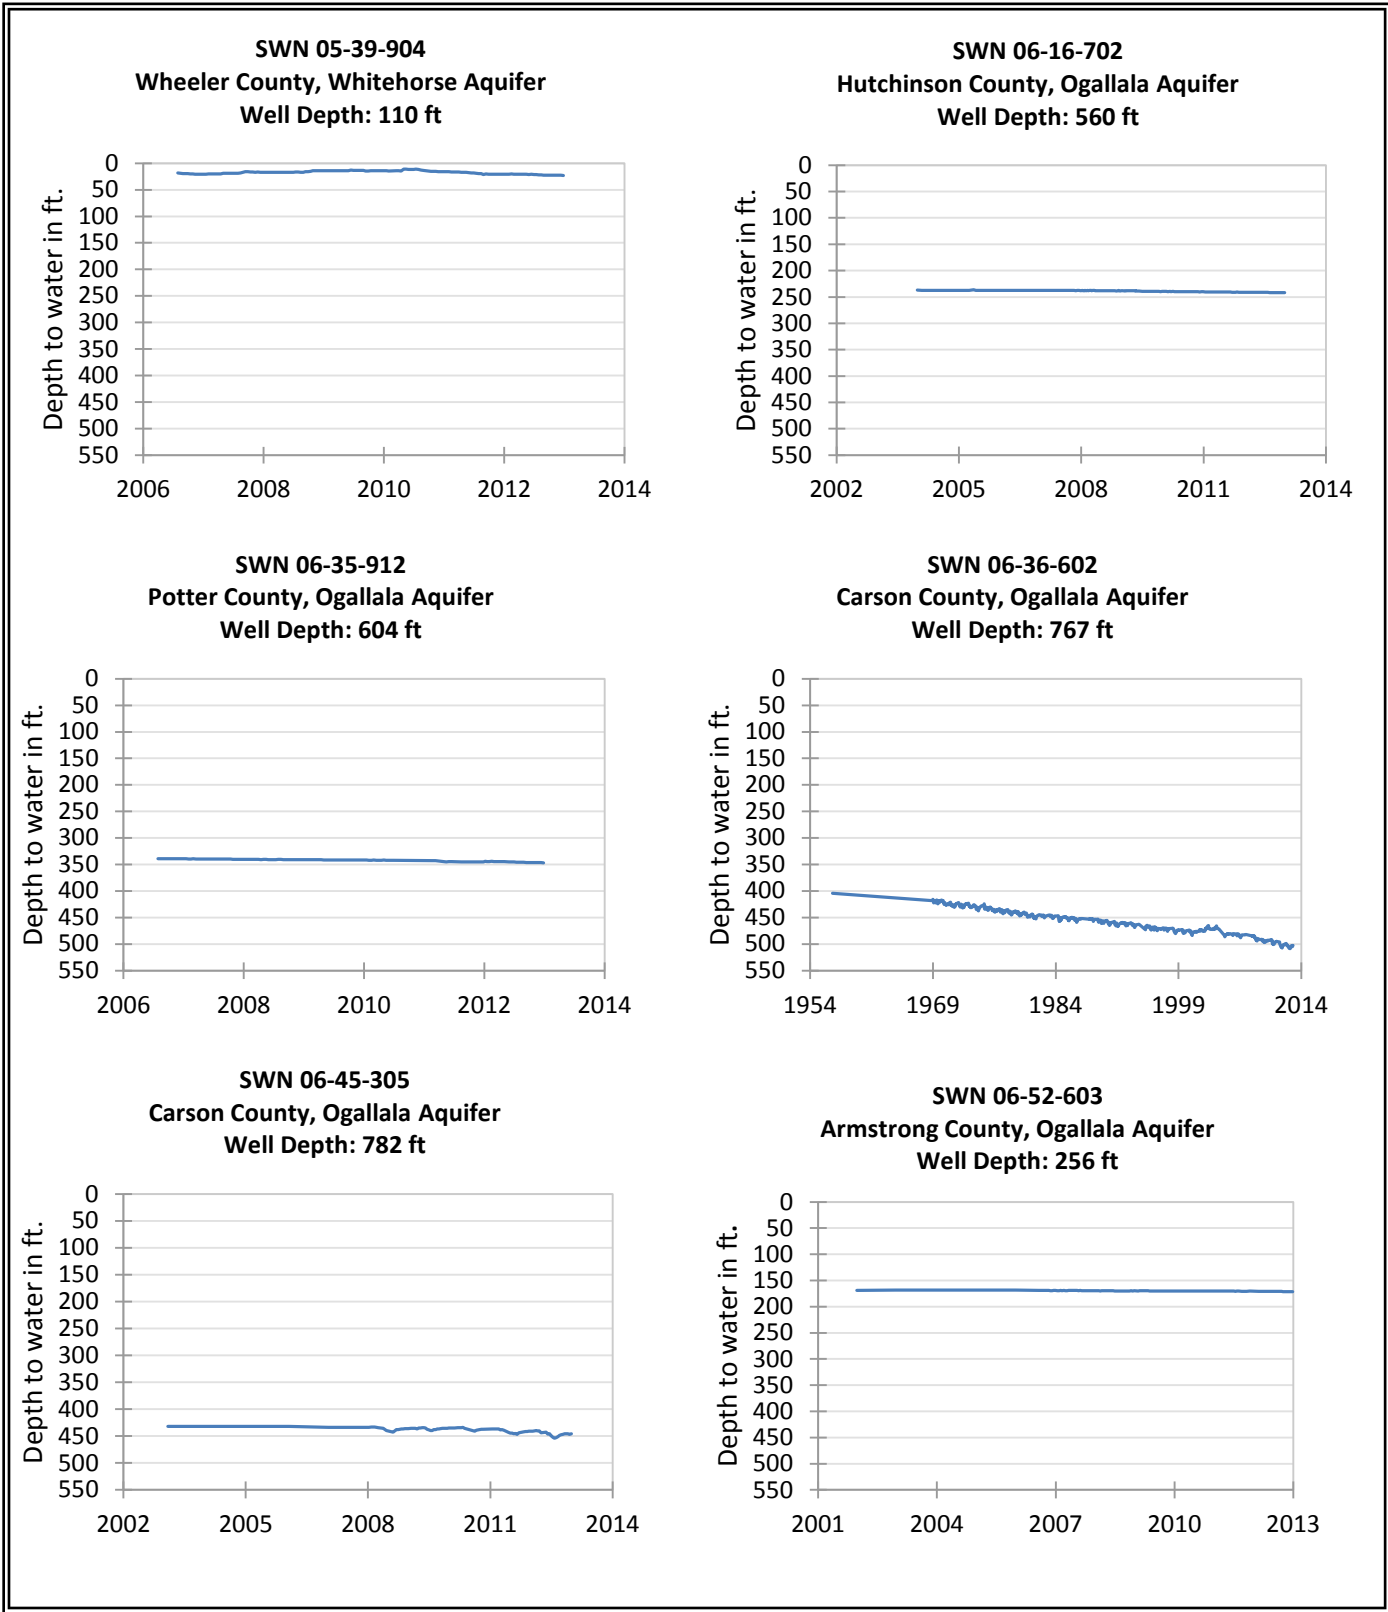 SWN 05-39-904
Wheeler County, Whitehorse Aquifer
Well Depth: 110 ft
Depth to water in ft.
0
50
100
150
200
250
300
350
400
450
500
550
2006 2008 2010 2012 2014
SWN 06-16-702
Hutchinson County, Ogallala Aquifer
Well Depth: 560 ft
Depth to water in ft.
0
50
100
150
200
250
300
350
400
450
500
550
2002 2005 2008 2011 2014
SWN 06-35-912
Potter County, Ogallala Aquifer
Well Depth: 604 ft
Depth to water in ft.
0
50
100
150
200
250
300
350
400
450
500
550
2006 2008 2010 2012 2014
SWN 06-36-602
Carson County, Ogallala Aquifer
Well Depth: 767 ft
Depth to water in ft.
0
50
100
150
200
250
300
350
400
450
500
550
1954 1969 1984 1999 2014
SWN 06-45-305
Carson County, Ogallala Aquifer
Well Depth: 782 ft
Depth to water in ft.
0
50
100
150
200
250
300
350
400
450
500
550
2002 2005 2008 2011 2014
SWN 06-52-603
Armstrong County, Ogallala Aquifer
Well Depth: 256 ft
Depth to water in ft.
0
50
100
150
200
250
300
350
400
450
500
550
2001 2004 2007 2010 2013